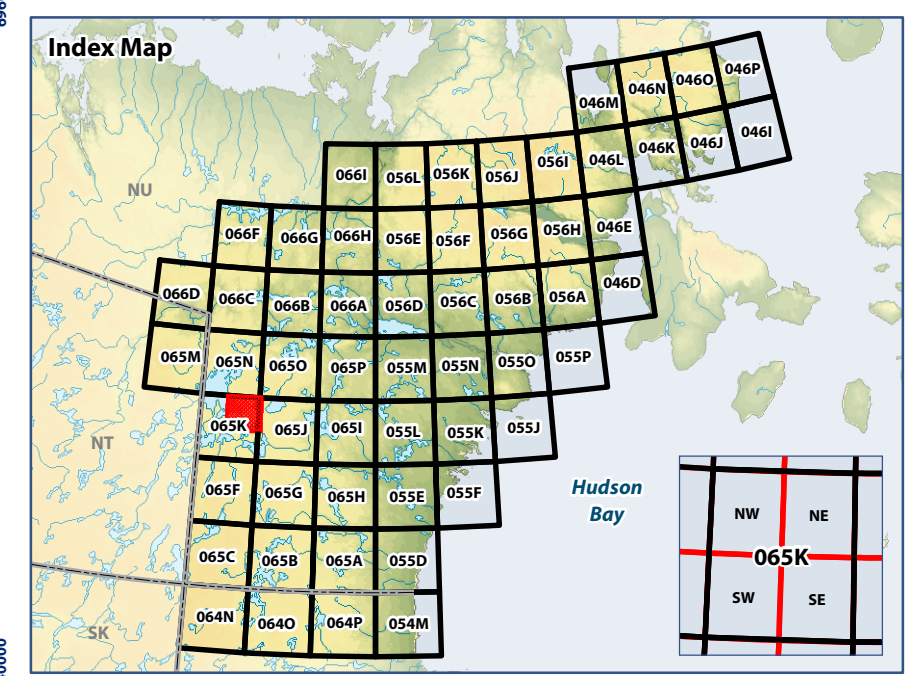 Index Map
046M 046N 046O 046P
066I 056L 056K 056J 056I 046L 046K 046J 046I
NU
066F 066G 066H 056E 056F 056G 056H 046E
066D 066C 066B 066A 056D 056C 056B 056A 046D
065M 065N 065O 065P 055M 055N 055O 055P
065K 065J 065I 055L 055K 055J
NT
065F 065G 065H 055E 055F
Hudson
Bay
065C 065B 065A 055D
064N 064O 064P 054M
SK
NW NE
065K
SW SE